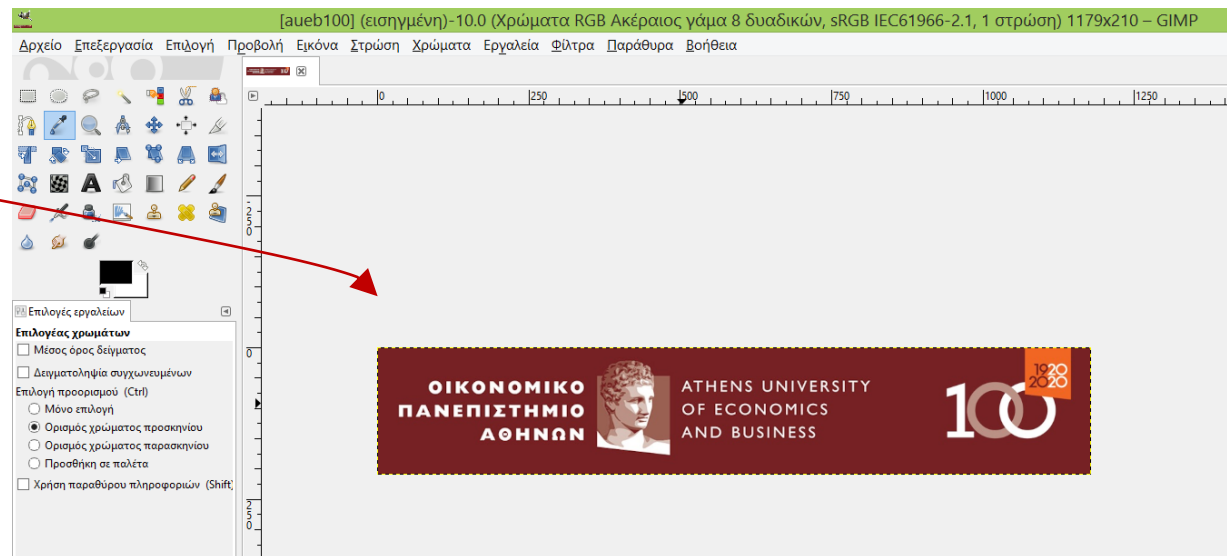 [aueb100] (εισηγμένη)-10.0 (Χρώματα RGB Ακέραιος γάμα 8 δυαδικών, sRGB IEC61966-2.1, 1 στρώση) 1179x210 – GIMP
Αρχείο Επεξεργασία Επιλογή Προβολή Εικόνα Στρώση Χρώματα Εργαλεία Φίλτρα Παράθυρα Βοήθεια
0 250 500 750 1000 1250
250
0
250
Επιλογές εργαλείων
Επιλογέας χρωμάτων
Μέσος όρος δείγματος
Δειγματοληψία συγχωνευμένων
Επιλογή προορισμού (Ctrl)
Μόνο επιλογή
Ορισμός χρώματος προσκηνίου
Ορισμός χρώματος παρασκηνίου
Προσθήκη σε παλέτα
Χρήση παραθύρου πληροφοριών (Shift)
ΟΙΚΟΝΟΜΙΚΟ
ΠΑΝΕΠΙΣΤΗΜΙΟ
ΑΘΗΝΩΝ
ATHENS UNIVERSITY
OF ECONOMICS
AND BUSINESS
100
1920
2020